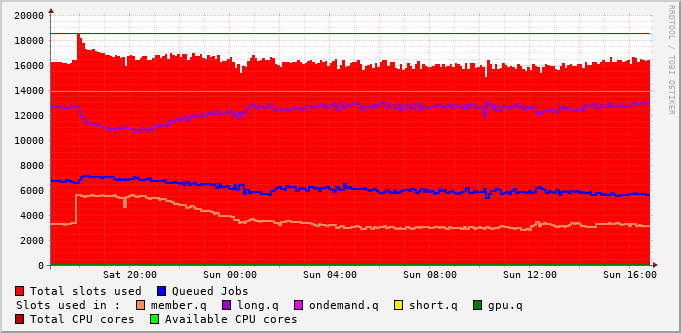 20000
18000
16000
14000
12000
10000
8000
6000
4000
2000
0
Sat 20:00 Sun 00:00 Sun 04:00 Sun 08:00 Sun 12:00 Sun 16:00
Total slots used Queued Jobs
Slots used in : member.q long.q ondemand.q short.q gpu.q
Total CPU cores Available CPU cores
RRDTOOL / TOBI OETIKER